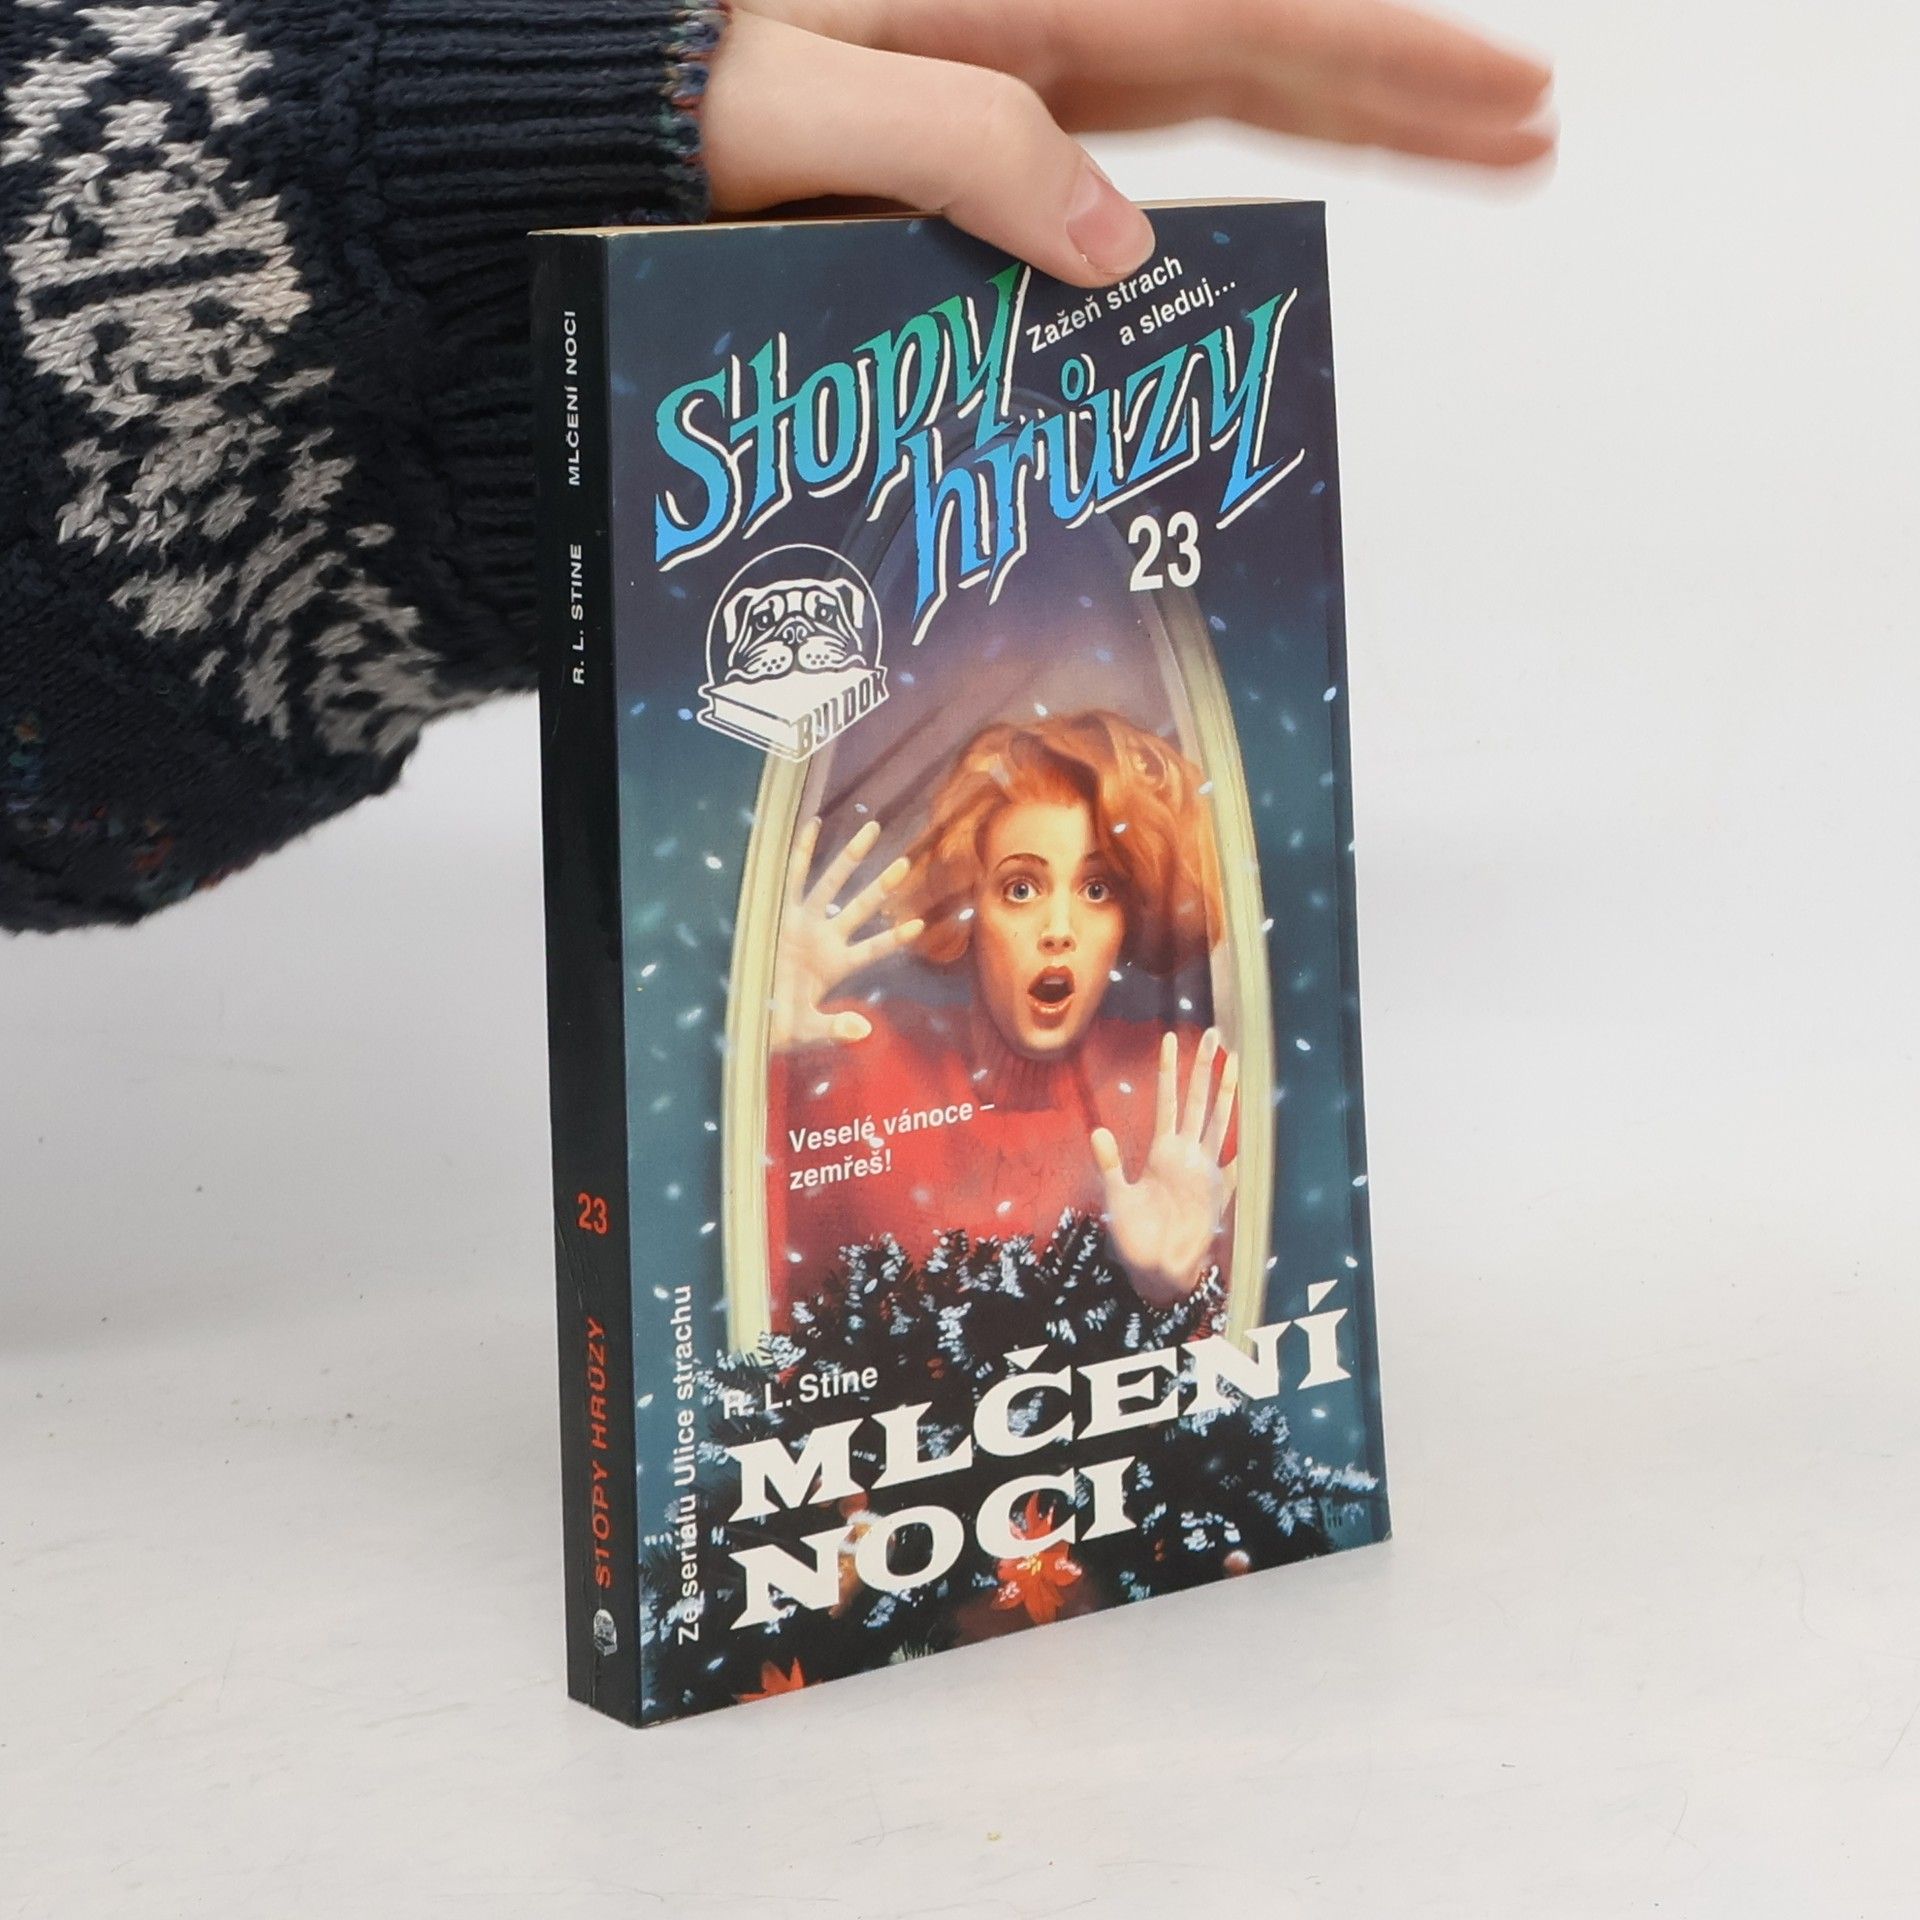 Zažeň strach
a sleduj...
Stopy
hrůzy
23
BULDOK
Veselé vánoce –
zemřeš!
R. L. Stine
MLČENÍ
NOCI
Ze seriálu Ulice strachu
R. L. STINE MLČENÍ NOCI
STOPY HRŮZY 23